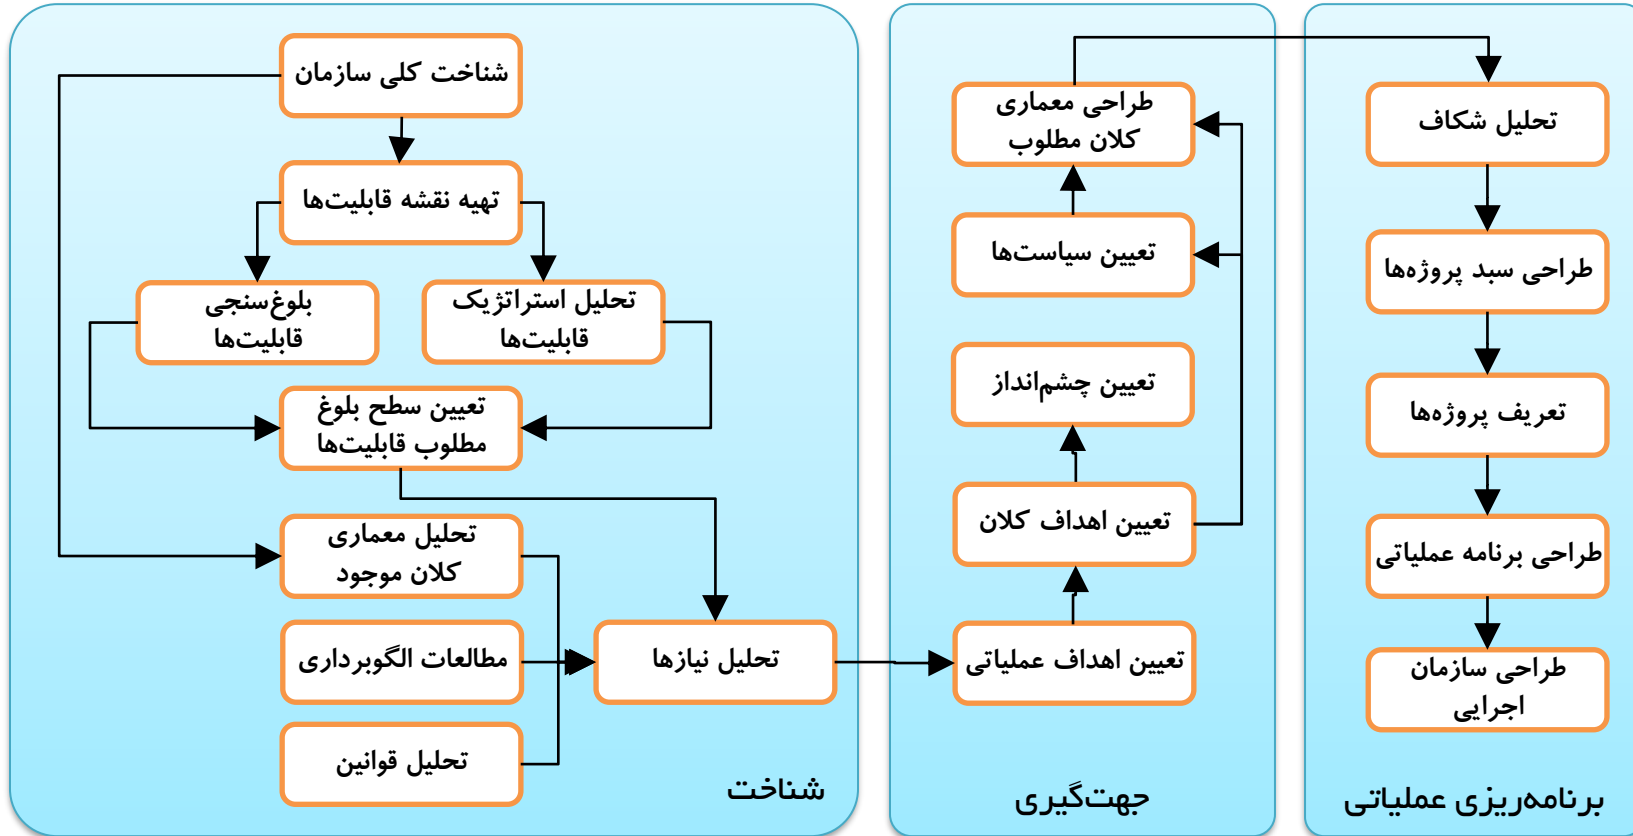 شناخت کلی سازمان
تهیه نقشه قابلیت‌ها
بلوغ‌سنجی
قابلیت‌ها
تحلیل استراتژیک
قابلیت‌ها
تعیین سطح بلوغ
مطلوب قابلیت‌ها
تحلیل معماری
کلان موجود
مطالعات الگوبرداری
تحلیل قوانین
تحلیل نیازها
شناخت
طراحی معماری
کلان مطلوب
تعیین سیاست‌ها
تعیین چشم‌انداز
تعیین اهداف کلان
تعیین اهداف عملیاتی
جهت‌گیری
تحلیل شکاف
طراحی سبد پروژه‌ها
تعریف پروژه‌ها
طراحی برنامه عملیاتی
طراحی سازمان
اجرایی
برنامه‌ریزی عملیاتی